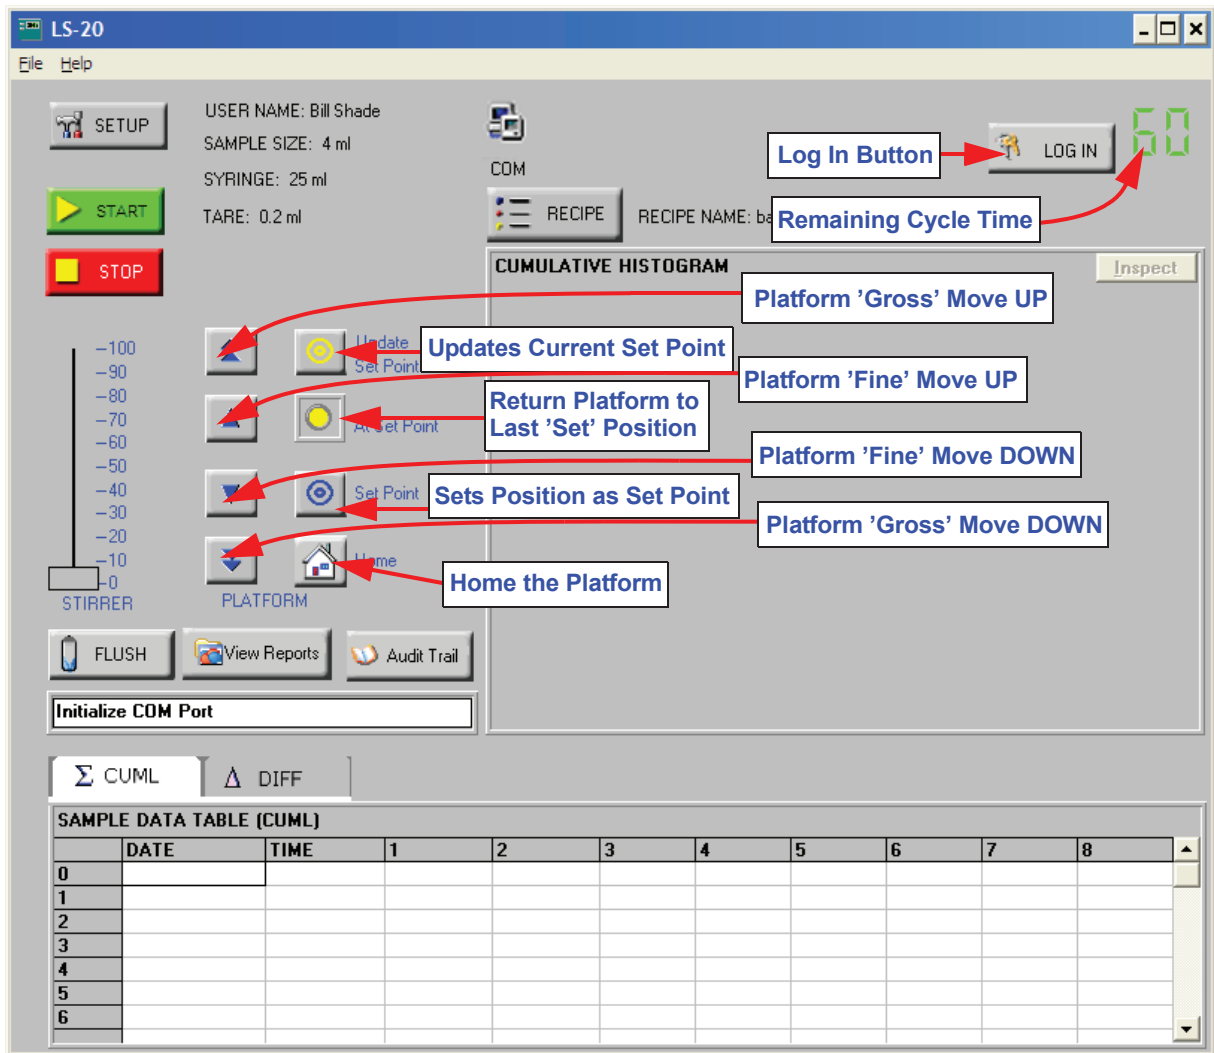 LS-20
File Help
SETUP
USER NAME: Bill Shade
SAMPLE SIZE: 4 ml
SYRINGE: 25 ml
TARE: 0.2 ml
START
STOP
COM
RECIPE
RECIPE NAME: ba
Log In Button
LOG IN
60
Remaining Cycle Time
CUMULATIVE HISTOGRAM
Inspect
Platform 'Gross' Move UP
Update
Set Point
Updates Current Set Point
Platform 'Fine' Move UP
Return Platform to
Last 'Set' Position
At Set Point
Platform 'Fine' Move DOWN
Set Point
Sets Position as Set Point
Platform 'Gross' Move DOWN
Home
Home the Platform
100
90
80
70
60
50
40
30
20
10
0
STIRRER
PLATFORM
FLUSH
View Reports
Audit Trail
Initialize COM Port
Σ CUML
Δ DIFF
SAMPLE DATA TABLE (CUML)
DATE TIME 1 2 3 4 5 6 7 8
0
1
2
3
4
5
6